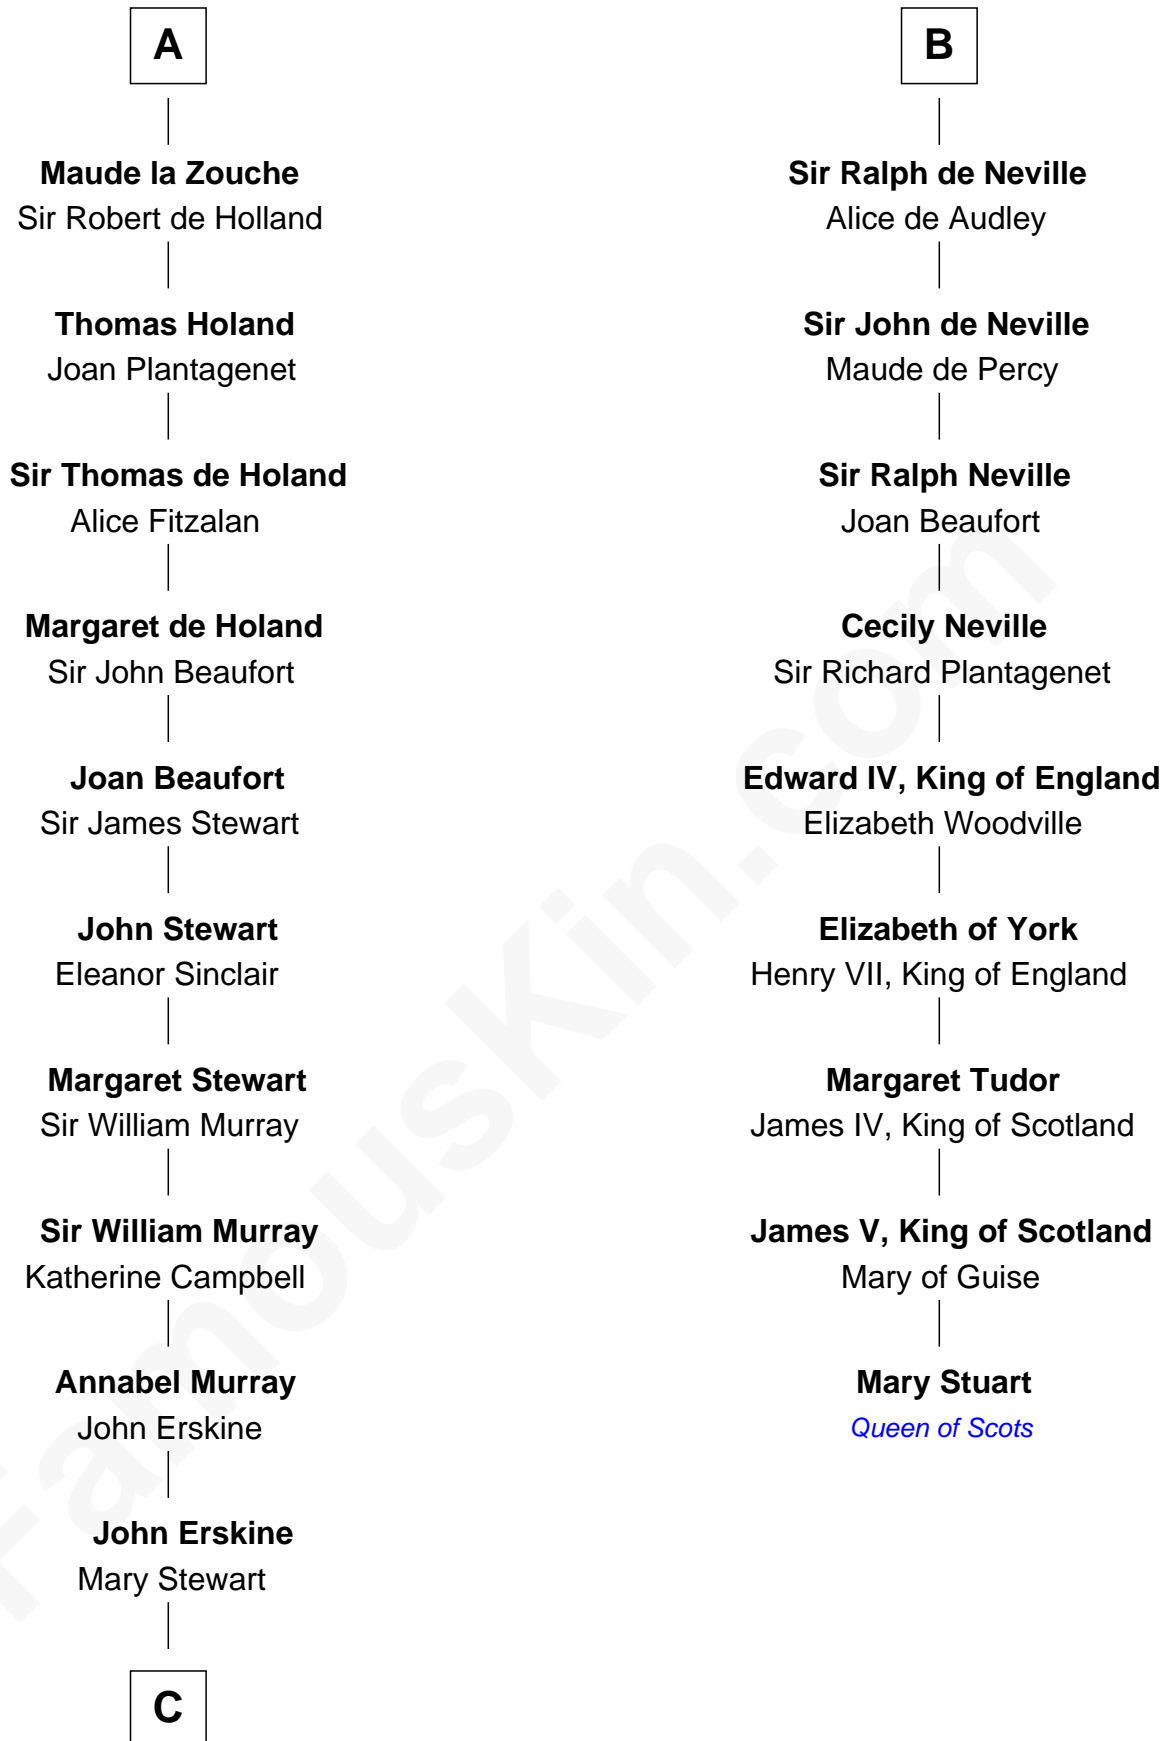 A
Maude la Zouche
Sir Robert de Holland
Thomas Holand
Joan Plantagenet
Sir Thomas de Holand
Alice Fitzalan
Margaret de Holand
Sir John Beaufort
Joan Beaufort
Sir James Stewart
John Stewart
Eleanor Sinclair
Margaret Stewart
Sir William Murray
Sir William Murray
Katherine Campbell
Annabel Murray
John Erskine
John Erskine
Mary Stewart
C
B
Sir Ralph de Neville
Alice de Audley
Sir John de Neville
Maude de Percy
Sir Ralph Neville
Joan Beaufort
Cecily Neville
Sir Richard Plantagenet
Edward IV, King of England
Elizabeth Woodville
Elizabeth of York
Henry VII, King of England
Margaret Tudor
James IV, King of Scotland
James V, King of Scotland
Mary of Guise
Mary Stuart
Queen of Scots
FamousKin.com